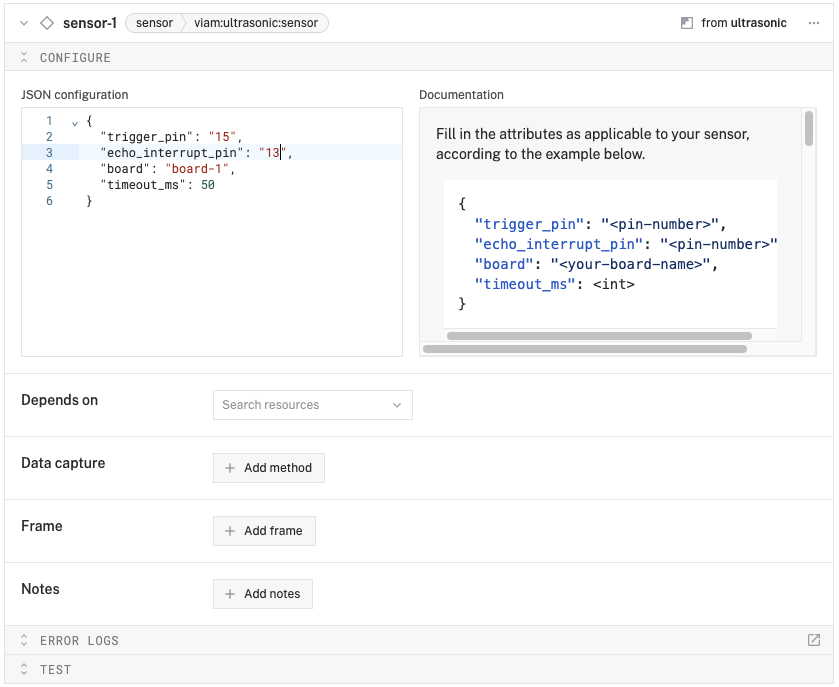 sensor-1 sensor viam:ultrasonic:sensor from ultrasonic ...
CONFIGURE
JSON configuration
1 {
2 "trigger_pin": "15",
3 "echo_interrupt_pin": "13",
4 "board": "board-1",
5 "timeout_ms": 50
6 }
Documentation
Fill in the attributes as applicable to your sensor,
according to the example below.
{
"trigger_pin": "<pin-number>",
"echo_interrupt_pin": "<pin-number>"
"board": "<your-board-name>",
"timeout_ms": <int>
}
Depends on Search resources
Data capture + Add method
Frame + Add frame
Notes + Add notes
ERROR LOGS
TEST